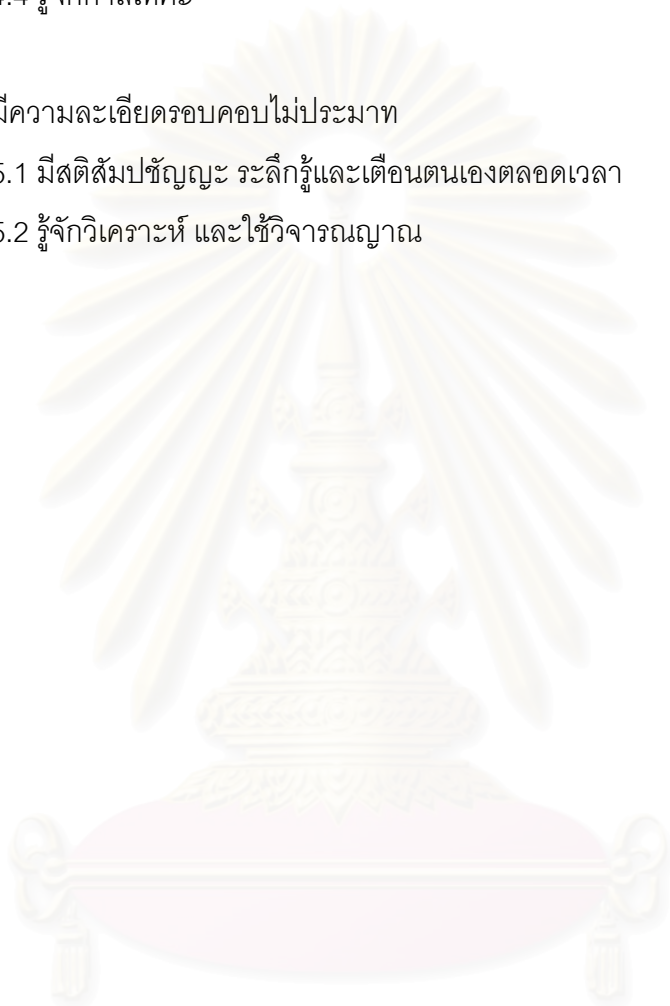 มีความละเอียดรอบคอบไม่ประมาท
5.1 มีสติสัมปชัญญะ ระลึกรู้และเตือนตนเองตลอดเวลา
5.2 รู้จักวิเคราะห์ และใช้วิจารณญาณ